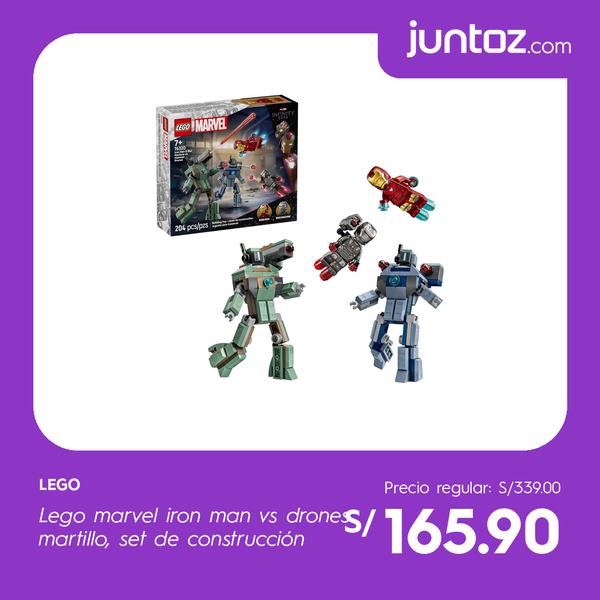 juntoz.com
LEGO MARVEL
7+
204 pcs/pzs
LEGO
Precio regular: S/339.00
Lego marvel iron man vs drones
martillo, set de construcción
S/ 165.90